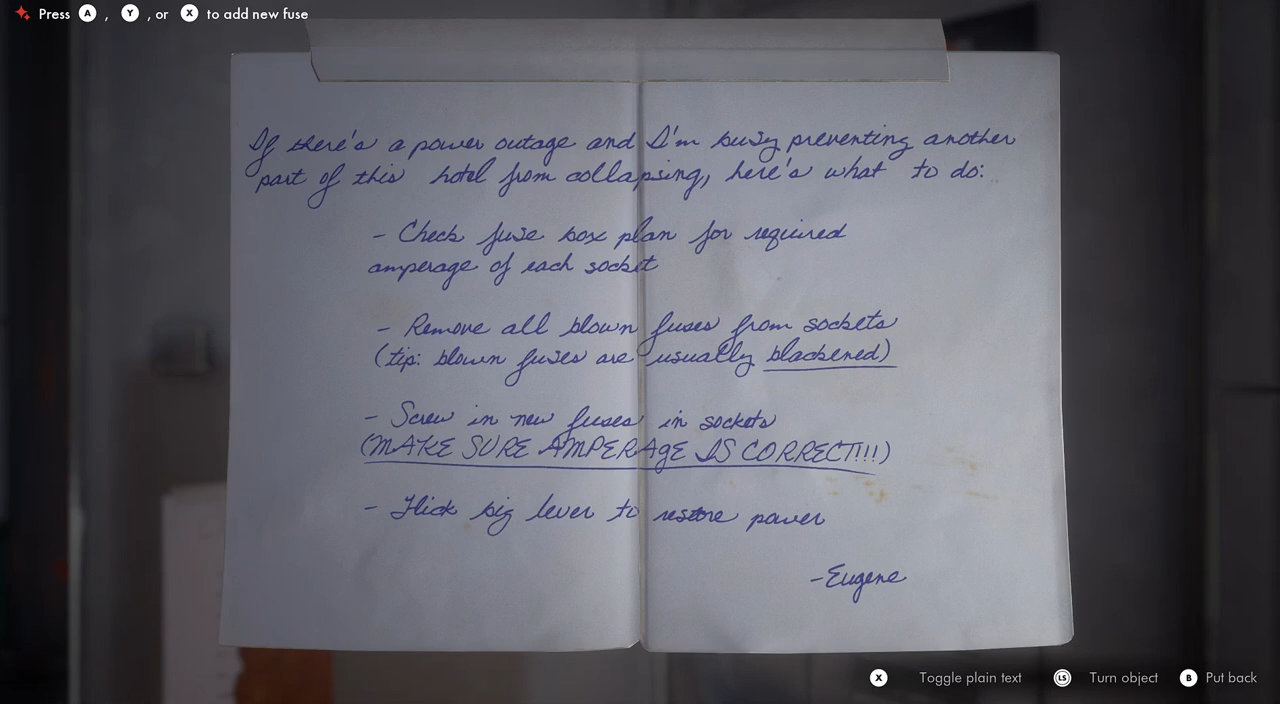 Press A, Y, or X to add new fuse
If there's a power outage and I'm busy preventing another
part of this hotel from collapsing, here's what to do:
- Check fuse box plan for required
amperage of each socket
- Remove all blown fuses from sockets
(tip: blown fuses are usually blackened)
- Screw in new fuses in sockets
(MAKE SURE AMPERAGE IS CORRECT!!!)
- Flick big lever to restore power
-Eugene
X Toggle plain text LS Turn object B Put back